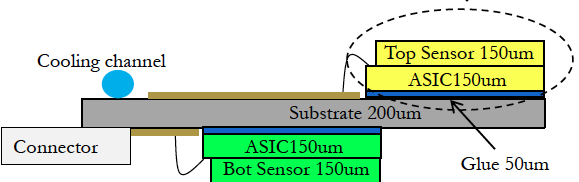 Cooling channel
Top Sensor 150um
ASIC150um
Substrate 200um
Connector
ASIC150um
Glue 50um
Bot Sensor 150um